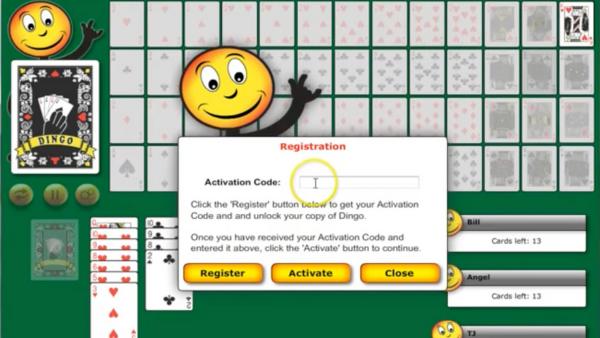 DINGO
Registration
Activation Code:
Click the 'Register' button below to get your Activation
Code and and unlock your copy of Dingo.
Once you have received your Activation Code and
entered it above, click the 'Activate' button to continue.
Register
Activate
Close
Bill
Cards left: 13
Angel
Cards left: 13
TJ